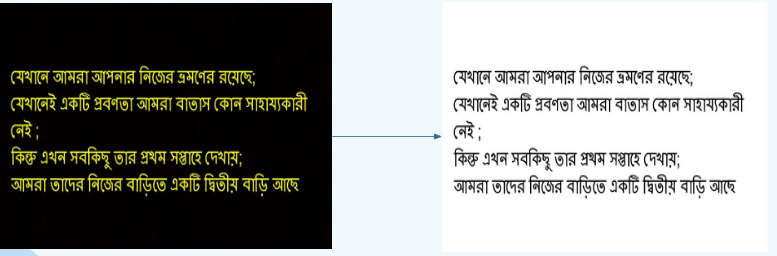 যেখানে আমরা আপনার নিজের ভ্রমণের রয়েছে;
যেখানেই একটি প্রবণতা আমরা বাতাস কোন সাহায্যকারী
নেই ;
কিন্তু এখন সবকিছু তার প্রথম সপ্তাহে দেখায়;
আমরা তাদের নিজের বাড়িতে একটি দ্বিতীয় বাড়ি আছে
যেখানে আমরা আপনার নিজের ভ্রমণের রয়েছে;
যেখানেই একটি প্রবণতা আমরা বাতাস কোন সাহায্যকারী
নেই ;
কিন্তু এখন সবকিছু তার প্রথম সপ্তাহে দেখায়;
আমরা তাদের নিজের বাড়িতে একটি দ্বিতীয় বাড়ি আছে